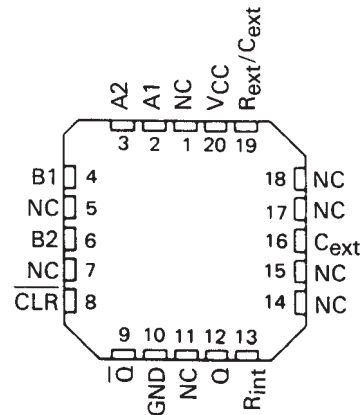 A2 A1 NC VCC Rext/Cext
3 2 1 20 19
B1 4
NC 5
B2 6
NC 7
C̅L̅R̅ 8
18 NC
17 NC
16 Cext
15 NC
14 NC
9 10 11 12 13
Q̅ GND NC Q Rint